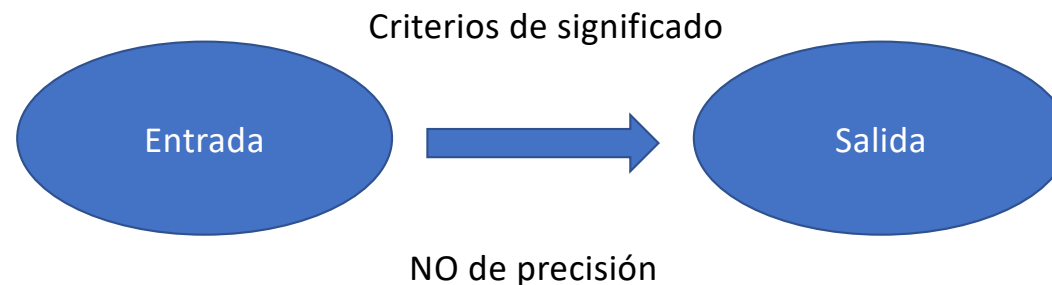 Criterios de significado
Entrada
Salida
NO de precisión